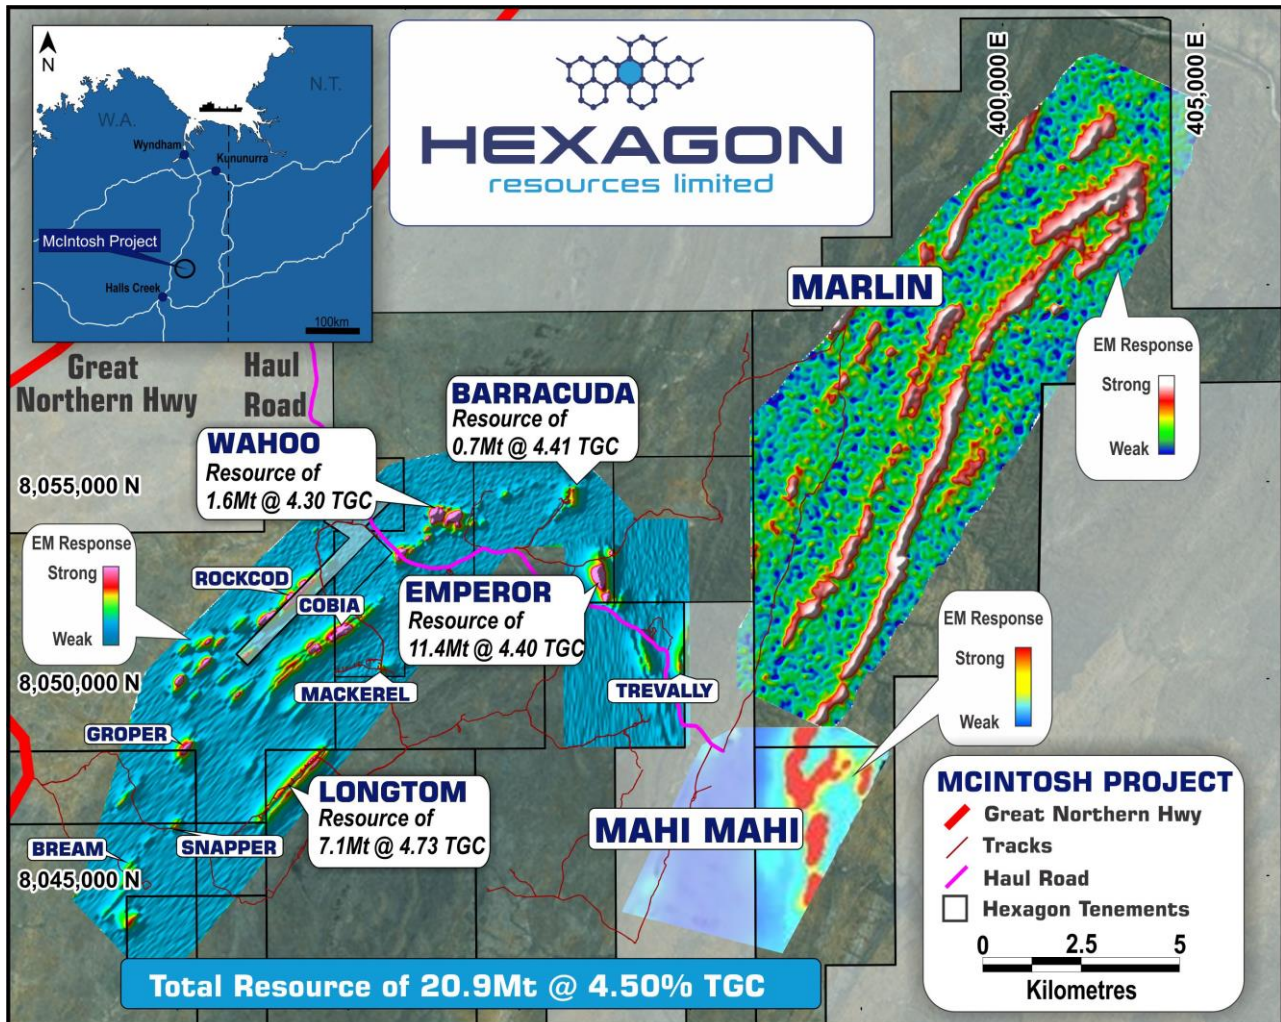 N
N.T.
W.A.
Wyndham
Kununurra
McIntosh Project
Halls Creek
100km
HEXAGON
resources limited
400,000 E
405,000 E
MARLIN
EM Response
Strong
Weak
Great
Northern Hwy
Haul
Road
BARRACUDA
Resource of
0.7Mt @ 4.41 TGC
WAHOO
Resource of
1.6Mt @ 4.30 TGC
8,055,000 N
EM Response
Strong
Weak
ROCKCOD
COBIA
EMPEROR
Resource of
11.4Mt @ 4.40 TGC
EM Response
Strong
Weak
8,050,000 N
MACKEREL
TREVALLY
GROPER
LONGTOM
Resource of
7.1Mt @ 4.73 TGC
MAHI MAHI
BREAM
SNAPPER
8,045,000 N
MCINTOSH PROJECT
Great Northern Hwy
Tracks
Haul Road
Hexagon Tenements
0 2.5 5
Kilometres
Total Resource of 20.9Mt @ 4.50% TGC